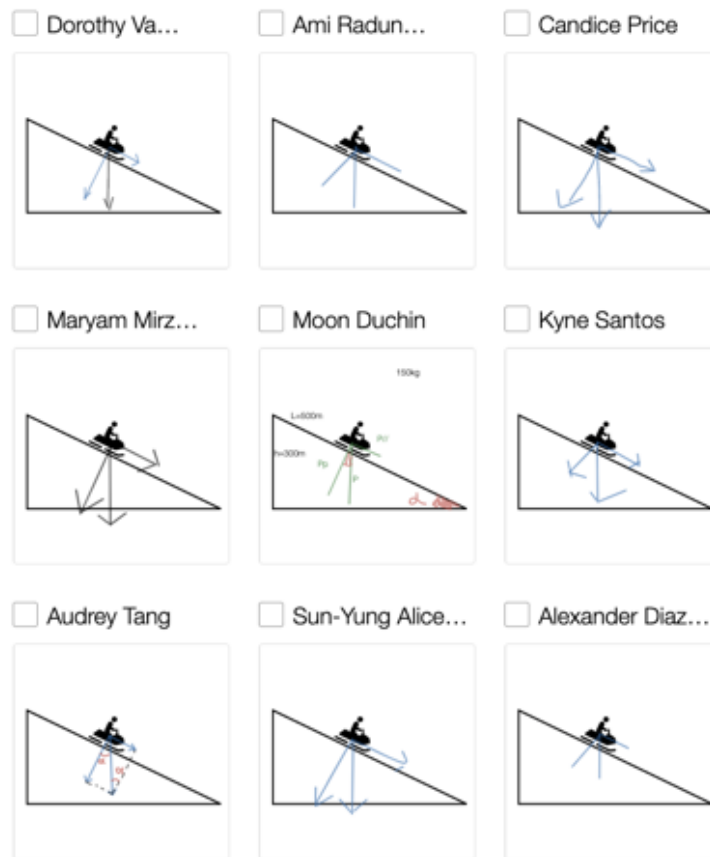 Dorothy Va...
Ami Radun...
Candice Price
Maryam Mirz...
Moon Duchin
Kyne Santos
150kg
L=600m
h=300m
P//
Pp
P
α
Audrey Tang
Sun-Yung Alice...
Alexander Diaz...